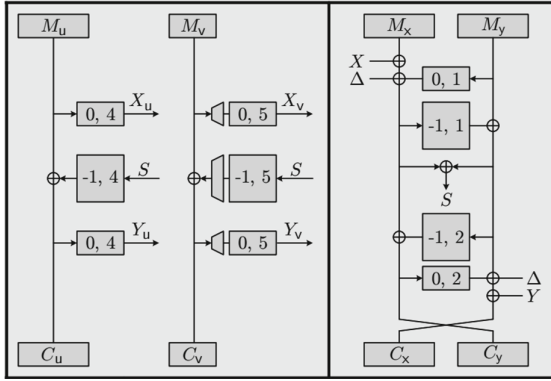 M_u M_v M_x M_y
X
Δ 0, 1
X_u X_v
0, 4 0, 5
-1, 1
S S
-1, 4 -1, 5
S
Y_u Y_v
0, 4 0, 5
-1, 2
0, 2 Δ
Y
C_u C_v C_x C_y